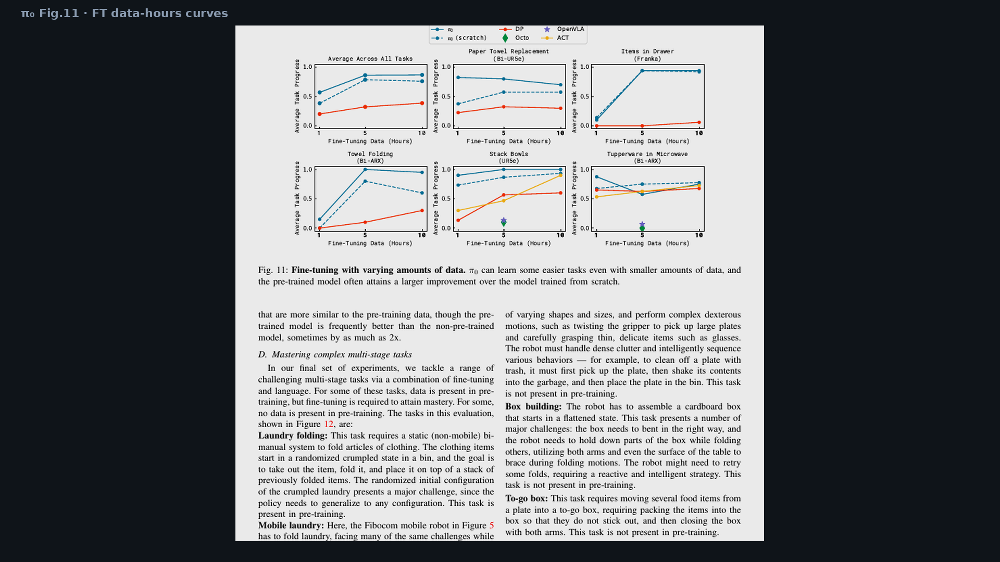 π₀ Fig.11 · FT data-hours curves
π₀ DP OpenVLA
π₀ (scratch) Octo ACT
Average Across All Tasks
Average Task Progress
1.0
0.5
0.0
1 5 10
Fine-Tuning Data (Hours)
Paper Towel Replacement
(Bi-UR5e)
Average Task Progress
1.0
0.5
0.0
1 5 10
Fine-Tuning Data (Hours)
Items in Drawer
(Franka)
Average Task Progress
1.0
0.5
0.0
1 5 10
Fine-Tuning Data (Hours)
Towel Folding
(Bi-ARX)
Average Task Progress
1.0
0.5
0.0
1 5 10
Fine-Tuning Data (Hours)
Stack Bowls
(UR5e)
Average Task Progress
1.0
0.5
0.0
1 5 10
Fine-Tuning Data (Hours)
Tupperware in Microwave
(Bi-ARX)
Average Task Progress
1.0
0.5
0.0
1 5 10
Fine-Tuning Data (Hours)
Fig. 11: Fine-tuning with varying amounts of data. π₀ can learn some easier tasks even with smaller amounts of data, and
the pre-trained model often attains a larger improvement over the model trained from scratch.
that are more similar to the pre-training data, though the pre-
trained model is frequently better than the non-pre-trained
model, sometimes by as much as 2x.
D. Mastering complex multi-stage tasks
In our final set of experiments, we tackle a range of
challenging multi-stage tasks via a combination of fine-tuning
and language. For some of these tasks, data is present in pre-
training, but fine-tuning is required to attain mastery. For some,
no data is present in pre-training. The tasks in this evaluation,
shown in Figure 12, are:
Laundry folding: This task requires a static (non-mobile) bi-
manual system to fold articles of clothing. The clothing items
start in a randomized crumpled state in a bin, and the goal is
to take out the item, fold it, and place it on top of a stack of
previously folded items. The randomized initial configuration
of the crumpled laundry presents a major challenge, since the
policy needs to generalize to any configuration. This task is
present in pre-training.
Mobile laundry: Here, the Fibocom mobile robot in Figure 5
has to fold laundry, facing many of the same challenges while
of varying shapes and sizes, and perform complex dexterous
motions, such as twisting the gripper to pick up large plates
and carefully grasping thin, delicate items such as glasses.
The robot must handle dense clutter and intelligently sequence
various behaviors — for example, to clean off a plate with
trash, it must first pick up the plate, then shake its contents
into the garbage, and then place the plate in the bin. This task
is not present in pre-training.
Box building: The robot has to assemble a cardboard box
that starts in a flattened state. This task presents a number of
major challenges: the box needs to bent in the right way, and
the robot needs to hold down parts of the box while folding
others, utilizing both arms and even the surface of the table to
brace during folding motions. The robot might need to retry
some folds, requiring a reactive and intelligent strategy. This
task is not present in pre-training.
To-go box: This task requires moving several food items from
a plate into a to-go box, requiring packing the items into the
box so that they do not stick out, and then closing the box
with both arms. This task is not present in pre-training.